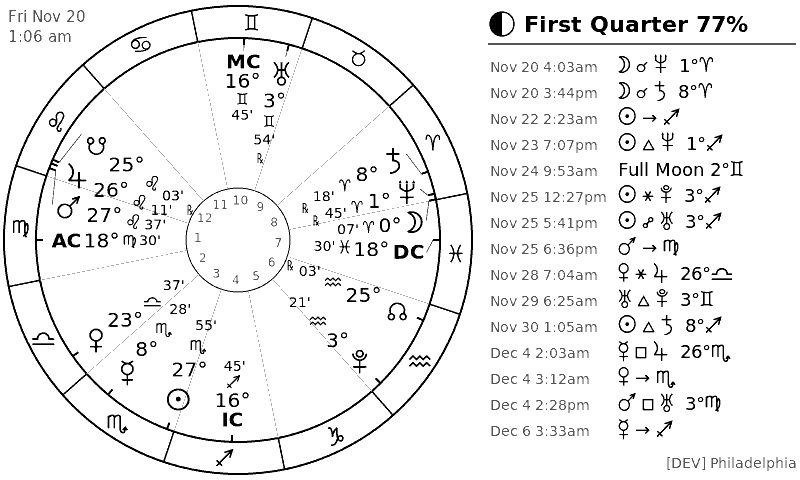 Fri Nov 20
1:06 am
First Quarter 77%
Nov 20 4:03am ☽ ☌ ♆ 1°♈
Nov 20 3:44pm ☽ ☌ ♄ 8°♈
Nov 22 2:23am ☉ → ♐
Nov 23 7:07pm ☉ △ ♆ 1°♐
Nov 24 9:53am Full Moon 2°♊
Nov 25 12:27pm ☉ ⚹ ♇ 3°♐
Nov 25 5:41pm ☉ ☍ ♅ 3°♐
Nov 25 6:36pm ♂ → ♍
Nov 28 7:04am ♀ ⚹ ♃ 26°♎
Nov 29 6:25am ♅ △ ♇ 3°♊
Nov 30 1:05am ☉ △ ♄ 8°♐
Dec 4 2:03am ☿ □ ♃ 26°♏
Dec 4 3:12am ♀ → ♏
Dec 4 2:28pm ♂ □ ♅ 3°♍
Dec 6 3:33am ☿ → ♐
[DEV] Philadelphia
♊
♋
♉
♌
♈
♍
♓
♎
♒
♏
♑
♐
MC
16°
♊
45'
♅
3°
♊
54'
℞
☋ 25° ♌ 03' ℞
♃ 26° ♌ 11'
♂ 27° ♌ 37'
AC 18° ♍ 30'
18' ♈ 8° ♄
℞
℞ 45' ♈ 1° ♆
07' ♈ 0° ☽
30' ♓ 18° DC
℞ 03' ♒ 25° ☊
21' ♒ 3° ♇
37' ♎ 23° ♀
28' ♏ 8° ☿
55' ♏ 27° ☉
45'
♐
16°
IC
1
2
3
4
5
6
7
8
9
10
11
12